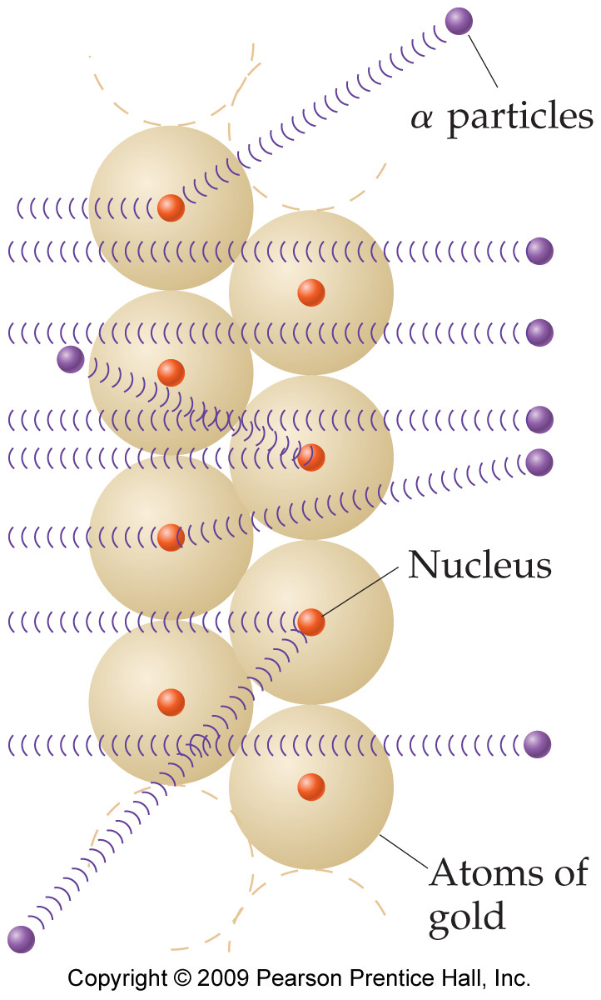 α particles
Nucleus
Atoms of
gold
Copyright © 2009 Pearson Prentice Hall, Inc.